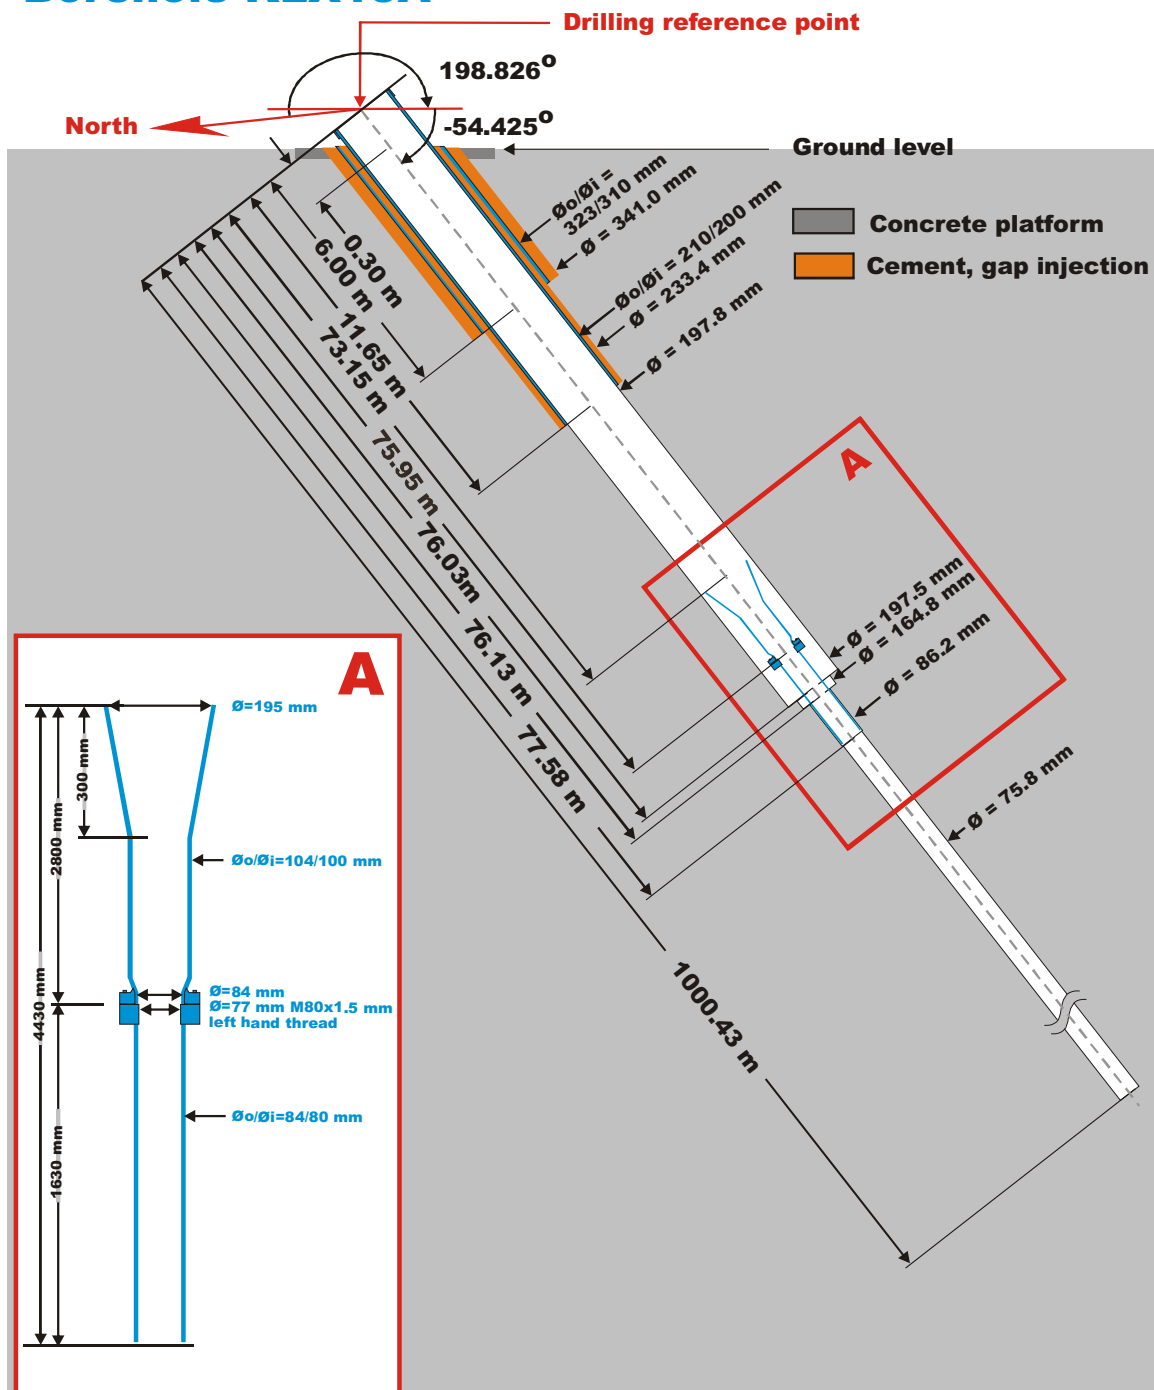 Drilling reference point
198.826°
North
-54.425°
Ground level
Øo/Øi =
323/310 mm
Ø = 341.0 mm
Øo/Øi = 210/200 mm
Ø = 233.4 mm
Ø = 197.8 mm
Concrete platform
Cement, gap injection
0.30 m
6.00 m
11.65 m
73.15 m
75.95 m
76.03m
76.13 m
77.58 m
1000.43 m
A
Ø = 197.5 mm
Ø = 164.8 mm
Ø = 86.2 mm
Ø = 75.8 mm
A
Ø=195 mm
300 mm
2800 mm
Øo/Øi=104/100 mm
4430 mm
Ø=84 mm
Ø=77 mm M80x1.5 mm
left hand thread
Øo/Øi=84/80 mm
1630 mm